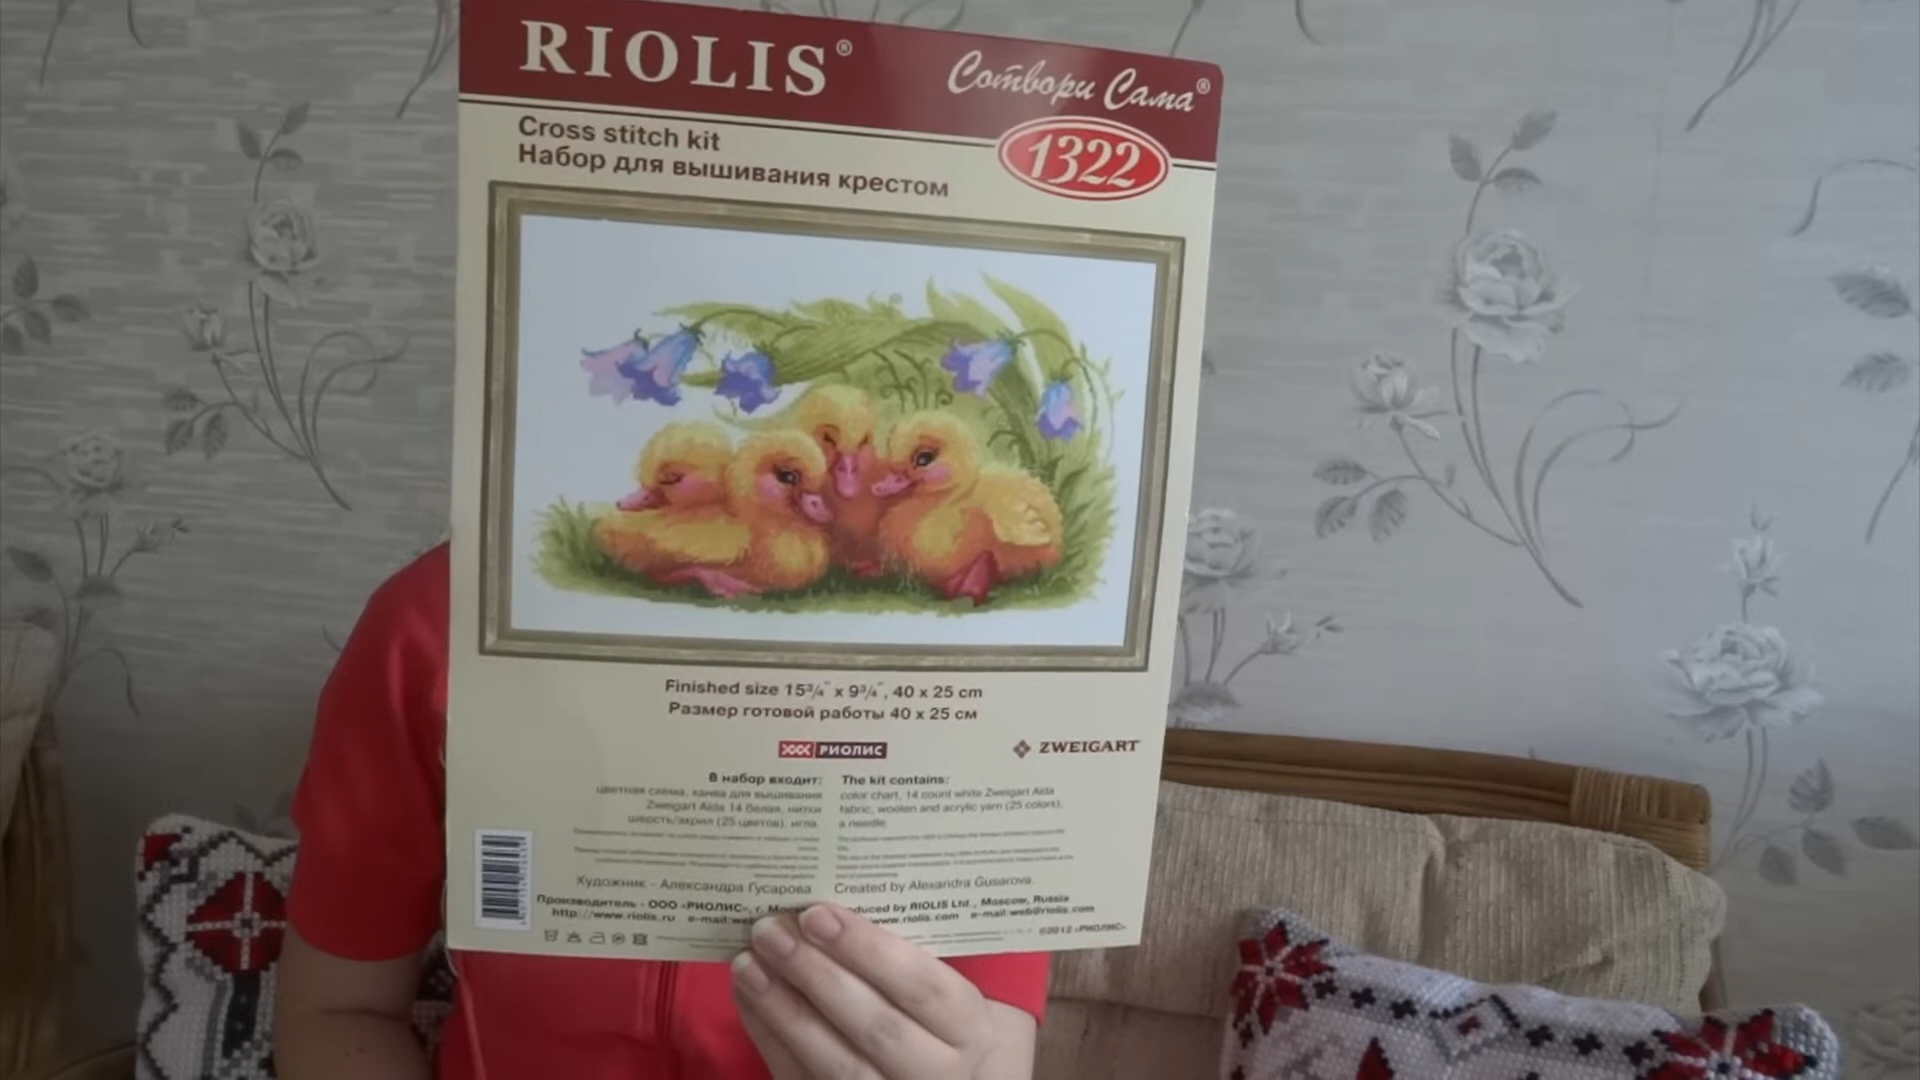 RIOLIS®
Сотвори Сама®
Cross stitch kit
Набор для вышивания крестом
1322
Finished size 15¾″ x 9¾″, 40 x 25 cm
Размер готовой работы 40 x 25 см
РИОЛИС
ZWEIGART
В набор входит:
цветная схема, канва для вышивания
Zweigart Aida 14 белая, нитки
шерсть/акрил (25 цветов), игла.
The kit contains:
color chart, 14 count white Zweigart Aida
fabric, woolen and acrylic yarn (25 colors),
a needle.
Художник - Александра Гусарова
Created by Alexandra Gusarova
Производитель - ООО «РИОЛИС», г. Мос
http://www.riolis.ru e-mail:web
duced by RIOLIS Ltd., Moscow, Russia
www.riolis.com e-mail:web@riolis.com
©2012 «РИОЛИС»